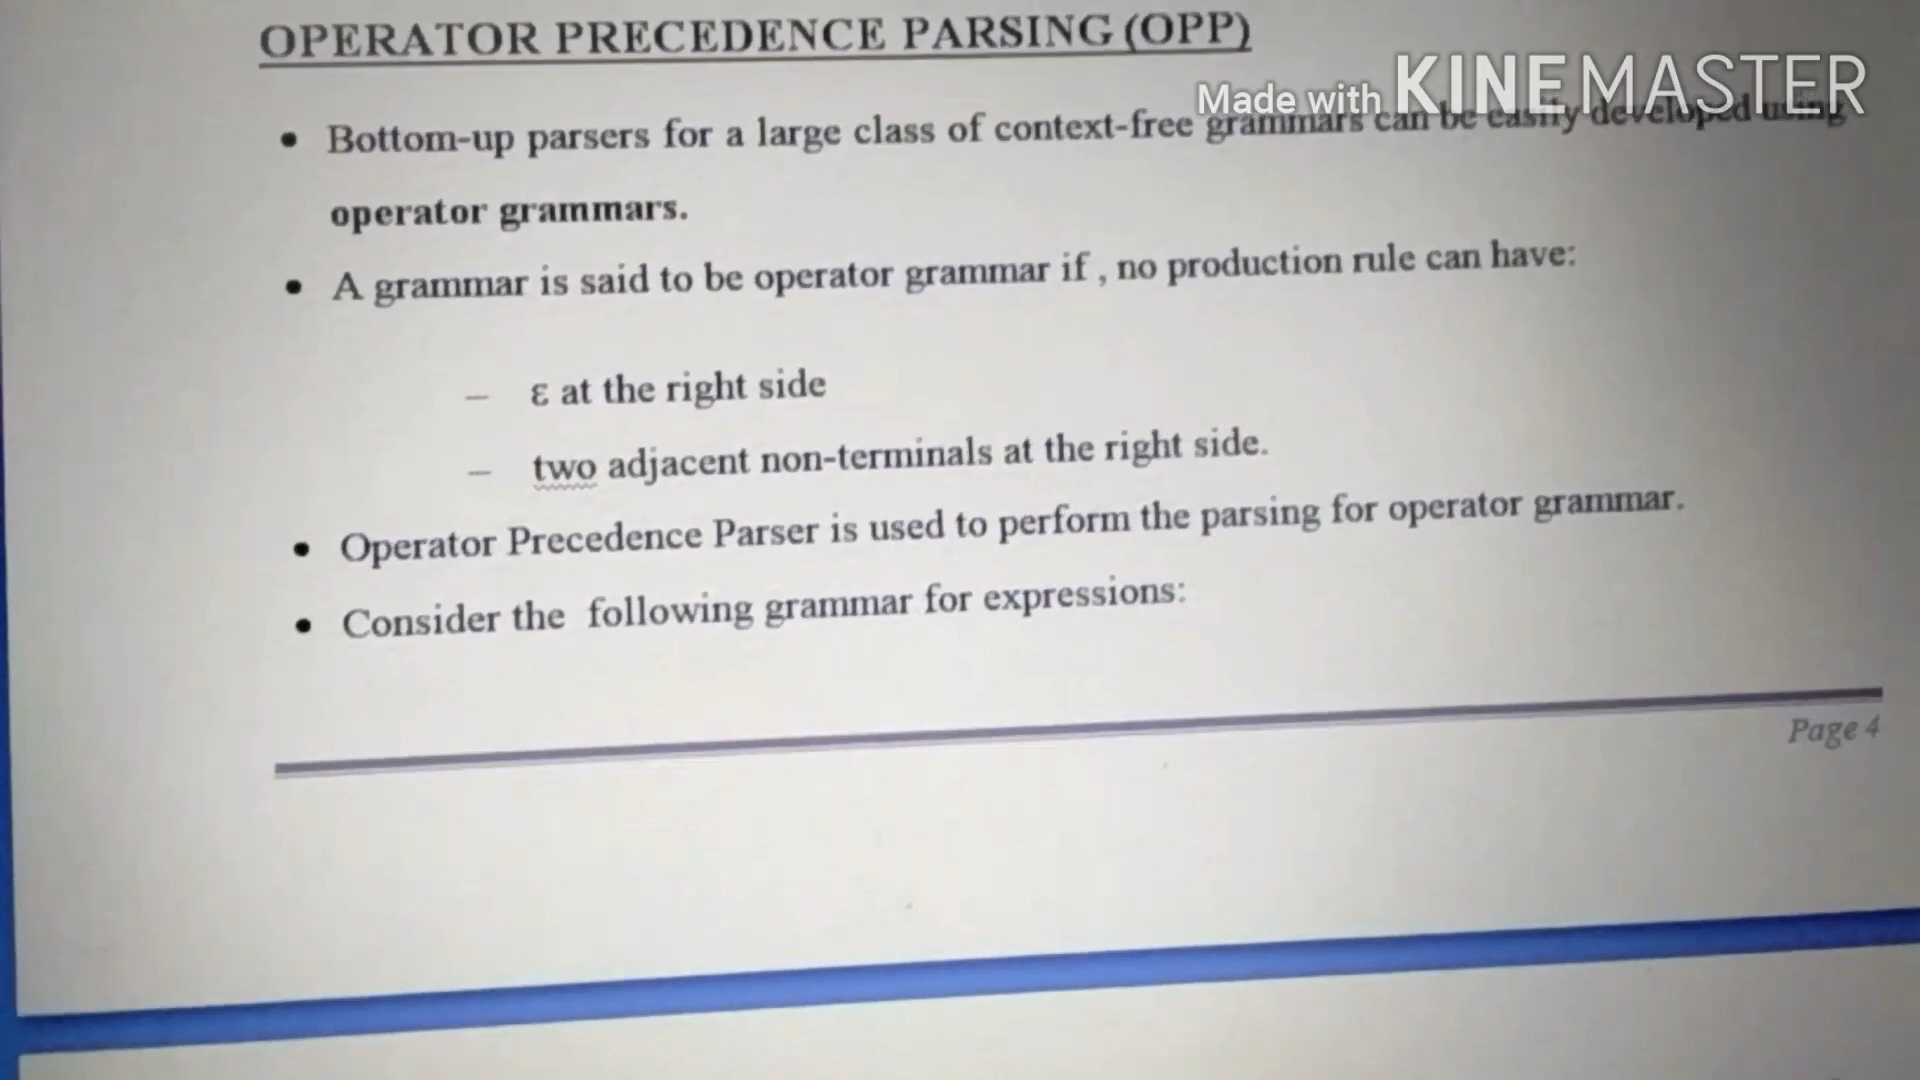 OPERATOR PRECEDENCE PARSING (OPP)
Made with KINEMASTER
• Bottom-up parsers for a large class of context-free grammars can be easily developed using
operator grammars.
• A grammar is said to be operator grammar if , no production rule can have:
– ε at the right side
– two adjacent non-terminals at the right side.
• Operator Precedence Parser is used to perform the parsing for operator grammar.
• Consider the following grammar for expressions:
Page 4